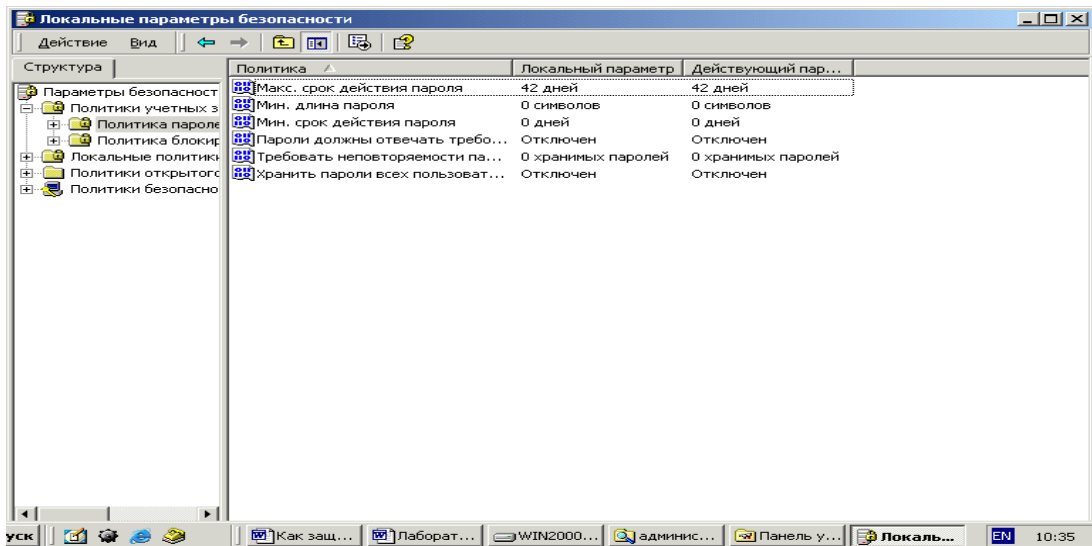 Локальные параметры безопасности
Действие Вид
Структура
Параметры безопасност
Политики учетных з
Политика пароле
Политика блокир
Локальные политики
Политики открытого
Политики безопасно
Политика Локальный параметр Действующий пар...
Макс. срок действия пароля 42 дней 42 дней
Мин. длина пароля 0 символов 0 символов
Мин. срок действия пароля 0 дней 0 дней
Пароли должны отвечать требо... Отключен Отключен
Требовать неповторяемости па... 0 хранимых паролей 0 хранимых паролей
Хранить пароли всех пользоват... Отключен Отключен
уск Как защ... Лаборат... WIN2000... админис... Панель у... Локаль... EN 10:35